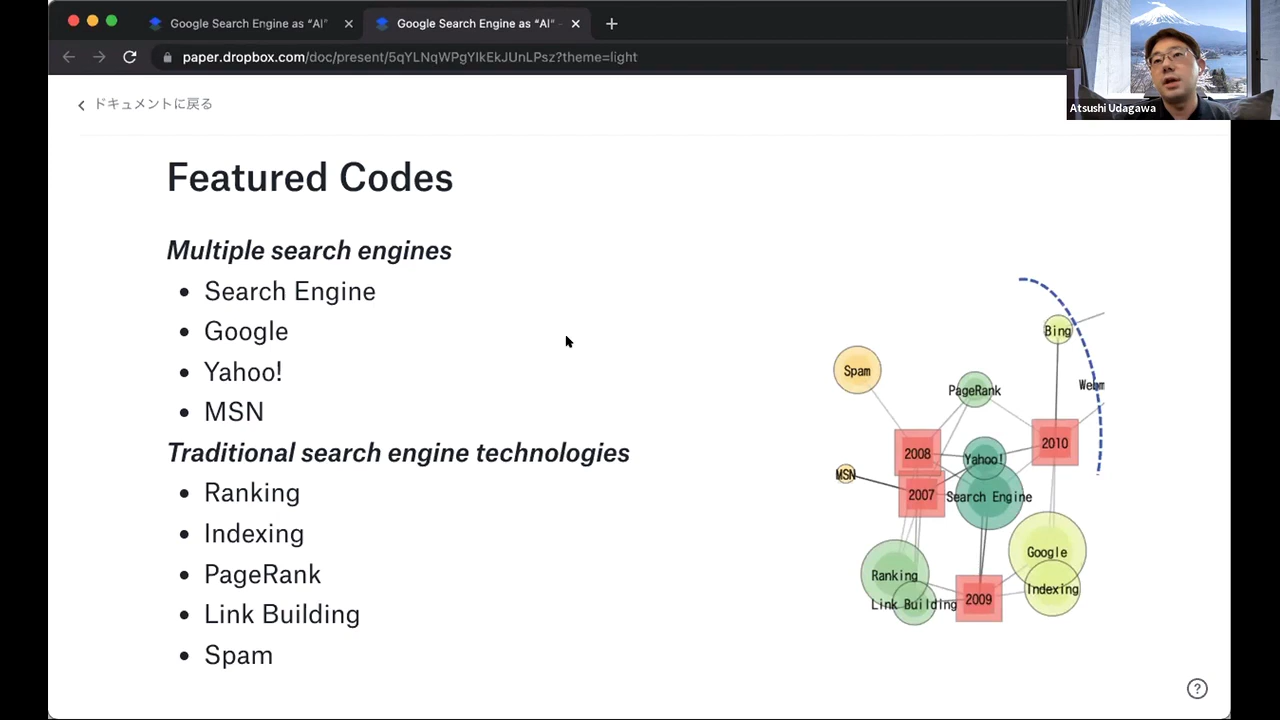 Google Search Engine as “AI”
Google Search Engine as “AI” -
paper.dropbox.com/doc/present/5qYLNqWPgYIkEkJUnLPsz?theme=light
Atsushi Udagawa
ドキュメントに戻る
Featured Codes
Multiple search engines
• Search Engine
• Google
• Yahoo!
• MSN
Traditional search engine technologies
• Ranking
• Indexing
• PageRank
• Link Building
• Spam
Bing
Spam
PageRank
Webm
2008
Yahoo!
2010
MSN
2007
Search Engine
Google
Ranking
Indexing
Link Building
2009
?